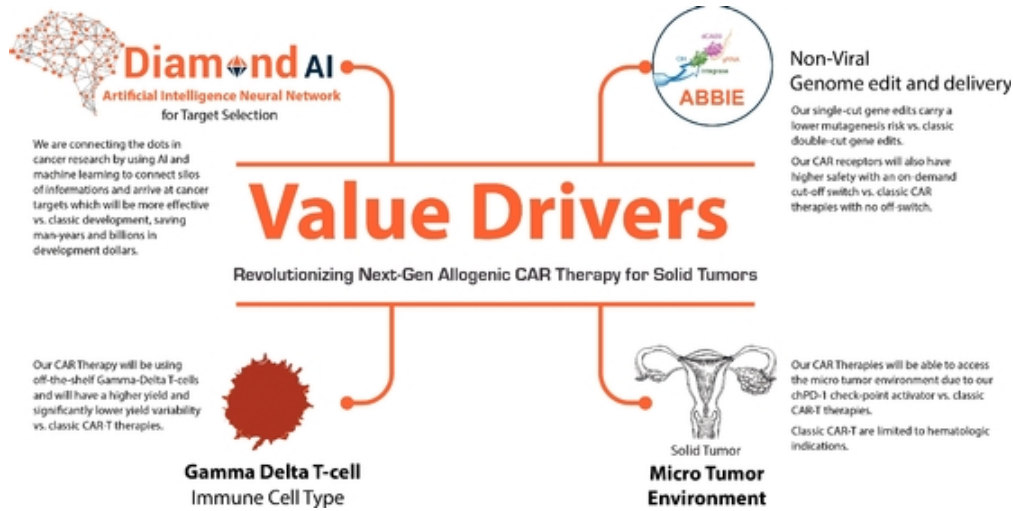 Diamond AI
Artificial Intelligence Neural Network
for Target Selection
We are connecting the dots in
cancer research by using AI and
machine learning to connect silos
of informations and arrive at cancer
targets which will be more effective
vs. classic development, saving
man-years and billions in
development dollars.
dCAS9
gRNA
integrase
ABBIE
Non-Viral
Genome edit and delivery
Our single-cut gene edits carry a
lower mutagenesis risk vs. classic
double-cut gene edits.
Our CAR receptors will also have
higher safety with an on-demand
cut-off switch vs. classic CAR
therapies with no off-switch.
Value Drivers
Revolutionizing Next-Gen Allogenic CAR Therapy for Solid Tumors
Our CAR Therapy will be using
off-the-shelf Gamma-Delta T-cells
and will have a higher yield and
significantly lower yield variability
vs. classic CAR-T therapies.
Gamma Delta T-cell
Immune Cell Type
Solid Tumor
Micro Tumor
Environment
Our CAR Therapies will be able to access
the micro tumor environment due to our
chPD-1 check-point activator vs. classic
CAR-T therapies.
Classic CAR-T are limited to hematologic
indications.